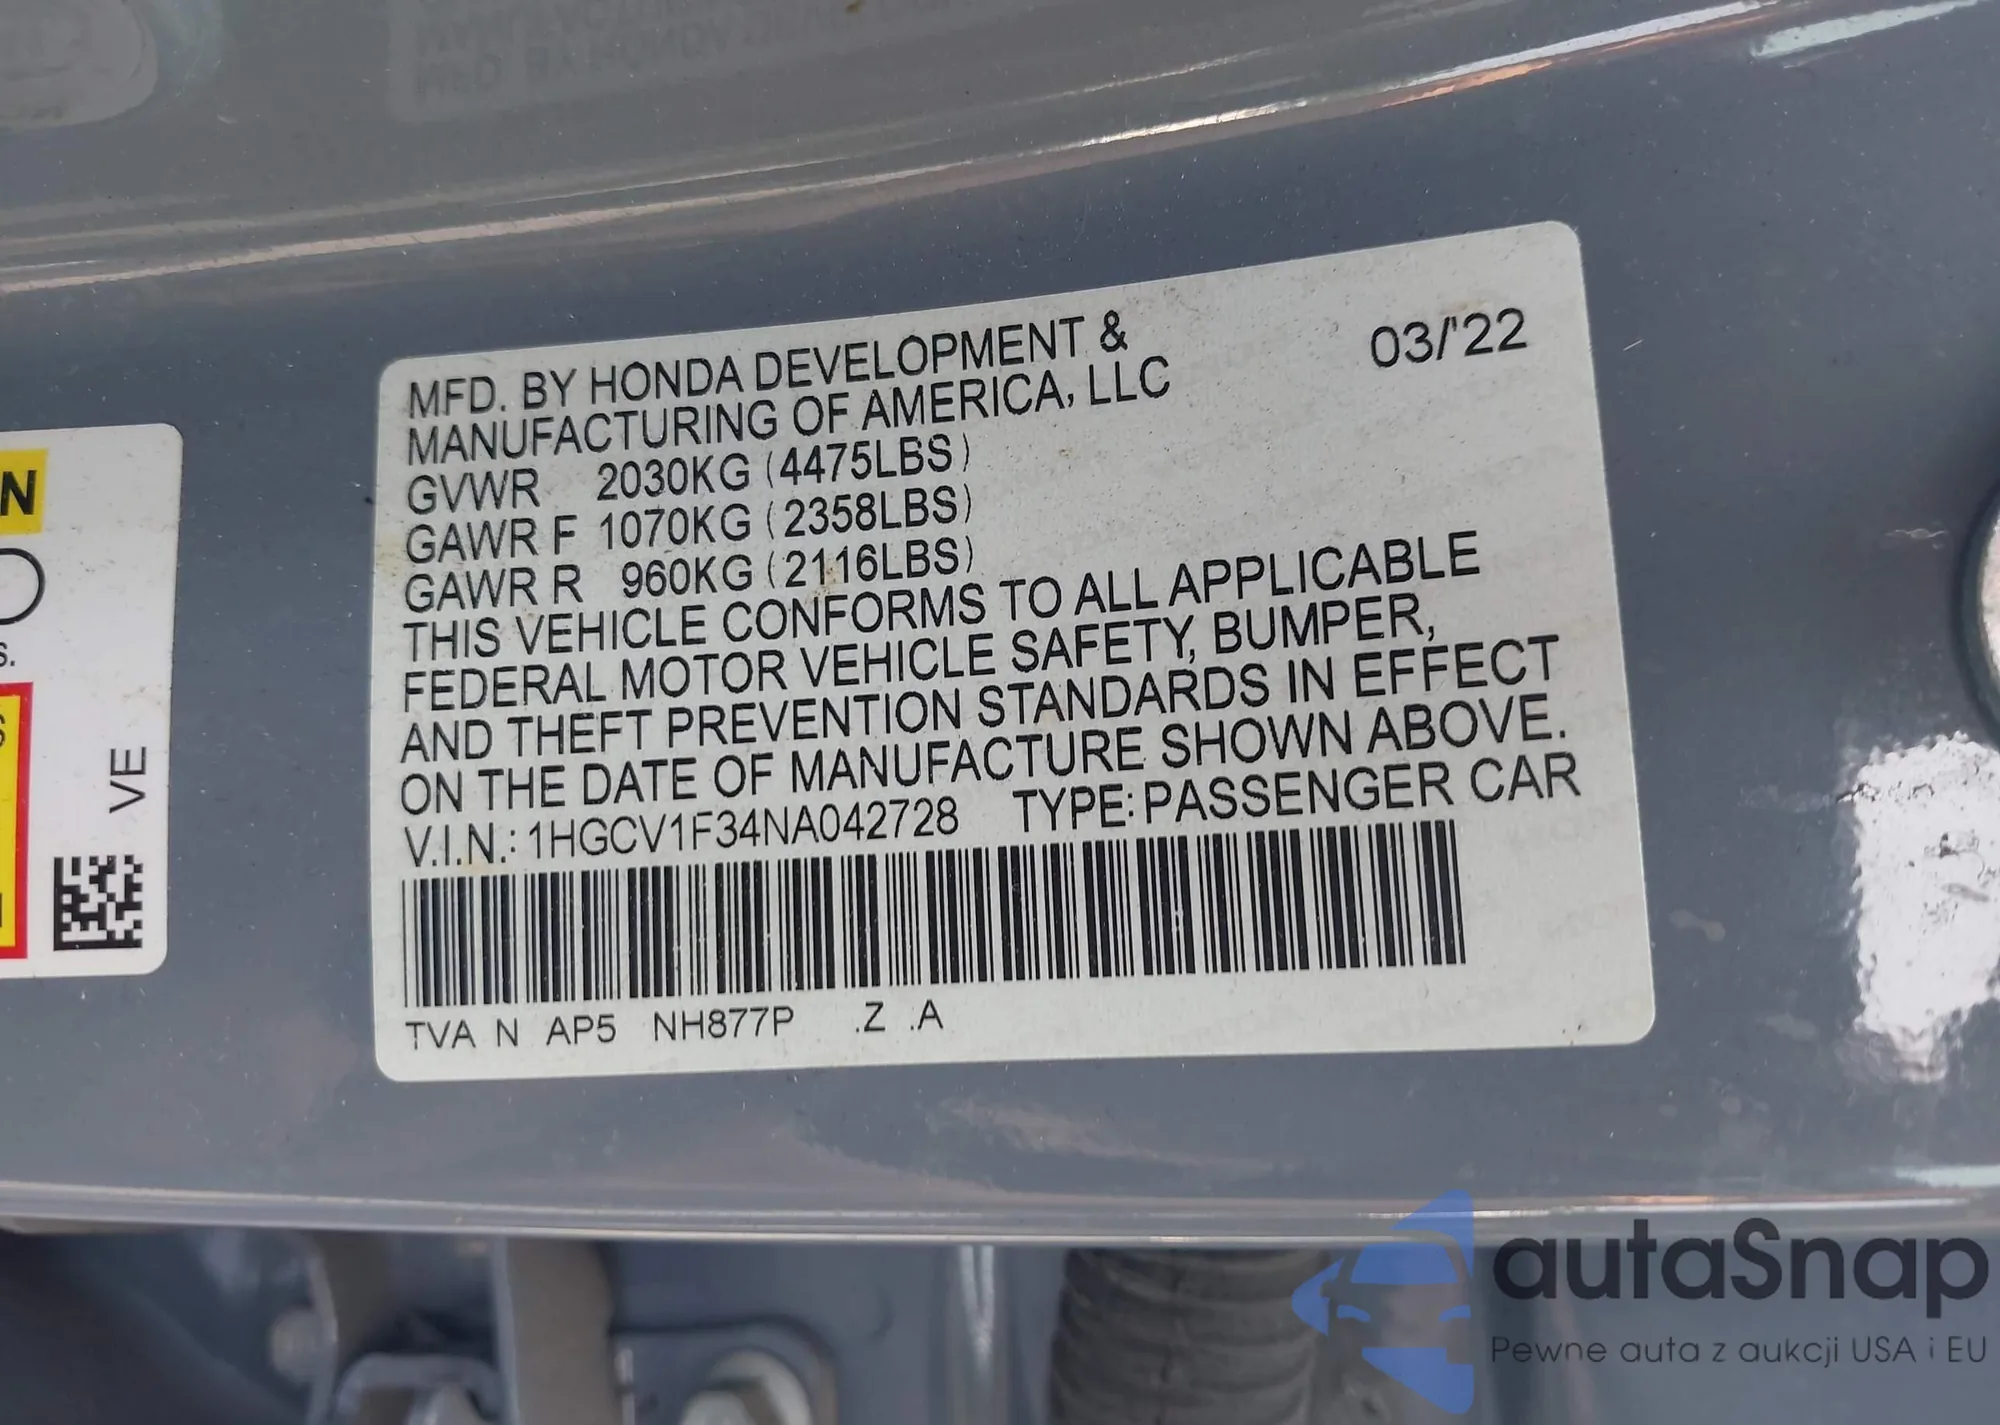 MFD. BY HONDA DEVELOPMENT &
MANUFACTURING OF AMERICA, LLC
03/'22
GVWR 2030KG (4475LBS)
GAWR F 1070KG (2358LBS)
GAWR R 960KG (2116LBS)
THIS VEHICLE CONFORMS TO ALL APPLICABLE
FEDERAL MOTOR VEHICLE SAFETY, BUMPER,
AND THEFT PREVENTION STANDARDS IN EFFECT
ON THE DATE OF MANUFACTURE SHOWN ABOVE.
V.I.N.: 1HGCV1F34NA042728 TYPE: PASSENGER CAR
TVA N AP5 NH877P .Z .A
N
S.
S
VE
autaSnap
Pewne auta z aukcji USA i EU